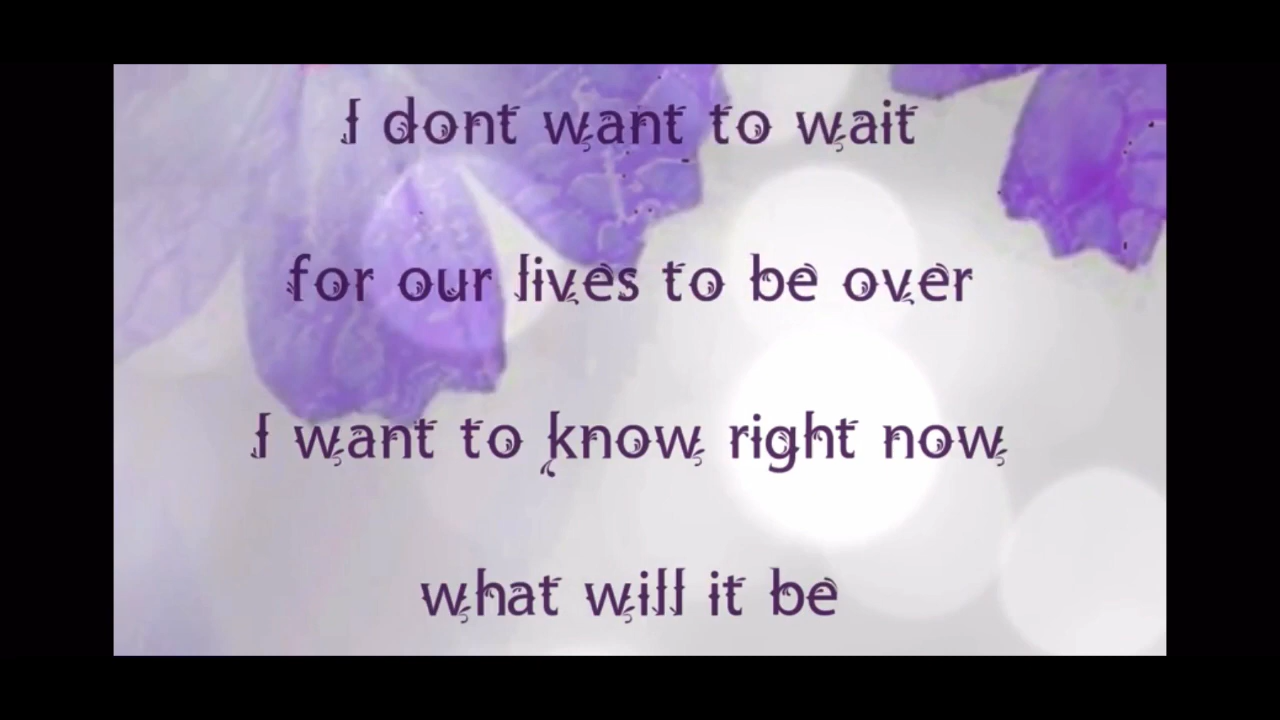 I dont want to wait
for our lives to be over
I want to know right now
what will it be